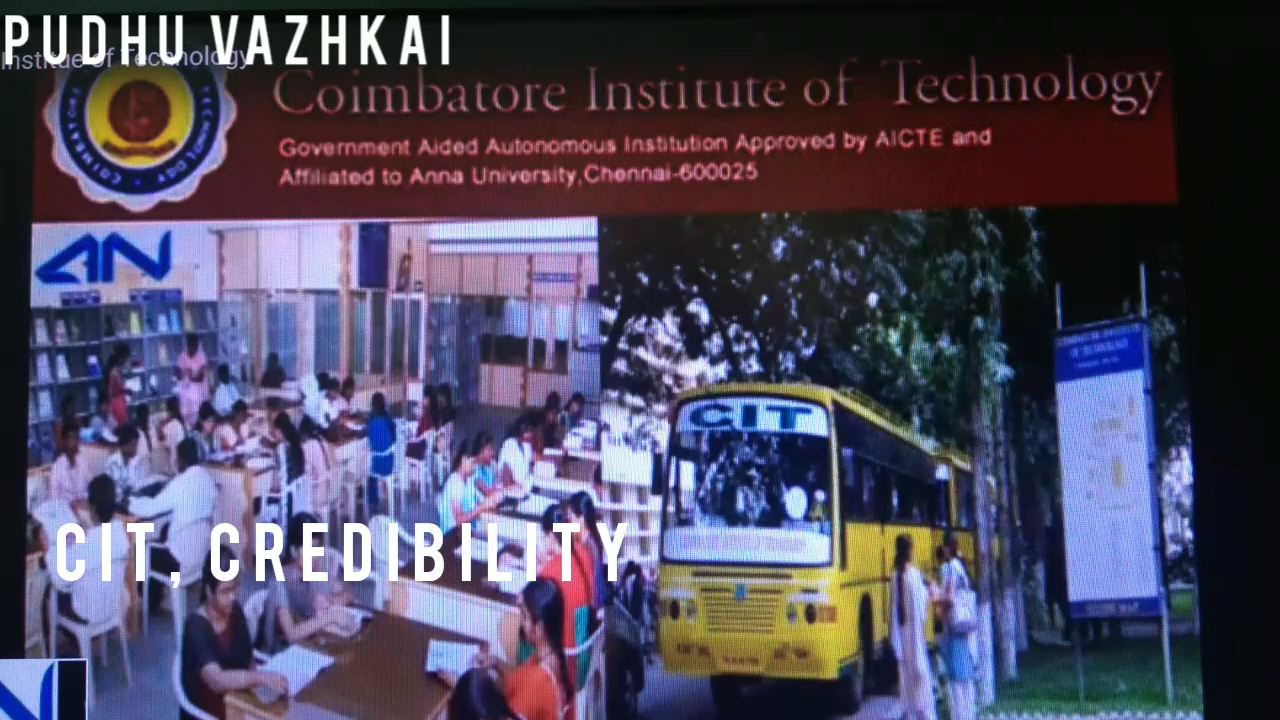 PUDHU VAZHKAI
Institue of Technology
Coimbatore Institute of Technology
Government Aided Autonomous Institution Approved by AICTE and
Affiliated to Anna University,Chennai-600025
AN
CIT
CIT, CREDIBILITY